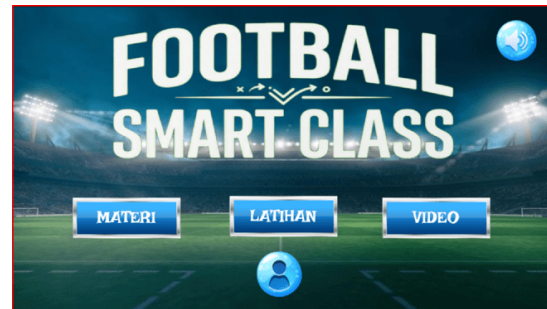 FOOTBALL
SMART CLASS
MATERI
LATIHAN
VIDEO